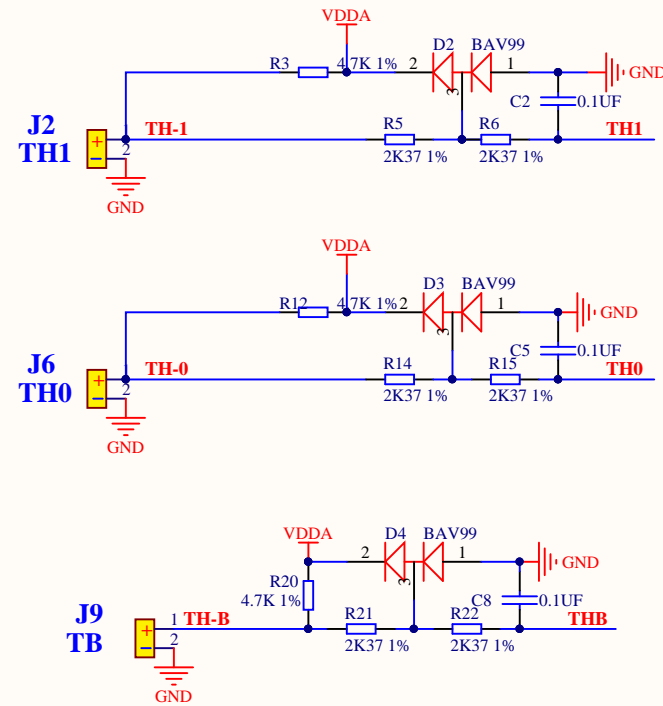 VDDA
R3
4.7K 1%
D2
BAV99
2
1
3
GND
C2
0.1UF
J2
TH1
1
2
TH-1
R5
2K37 1%
R6
2K37 1%
TH1
GND
VDDA
R12
4.7K 1%
D3
BAV99
2
1
3
GND
C5
0.1UF
J6
TH0
1
2
TH-0
R14
2K37 1%
R15
2K37 1%
TH0
GND
VDDA
D4
BAV99
2
1
3
GND
R20
4.7K 1%
C8
0.1UF
J9
TB
1
2
TH-B
R21
2K37 1%
R22
2K37 1%
THB
GND